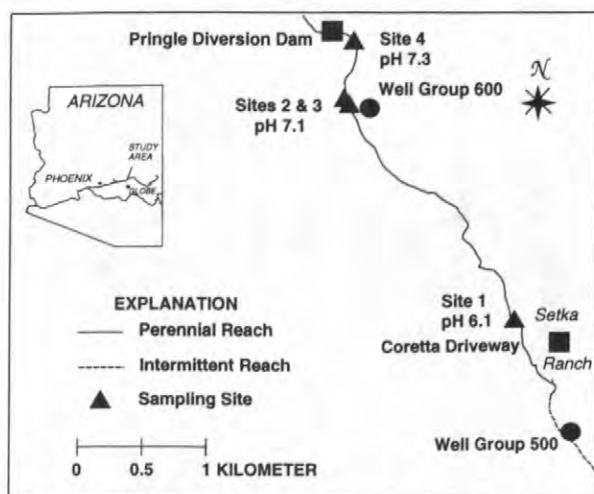 Pringle Diversion Dam
Site 4
pH 7.3
N
Well Group 600
Sites 2 & 3
pH 7.1
ARIZONA
STUDY
AREA
PHOENIX
GLOBE
EXPLANATION
Perennial Reach
Intermittent Reach
Sampling Site
0 0.5 1 KILOMETER
Site 1
pH 6.1
Setka
Ranch
Coretta Driveway
Well Group 500